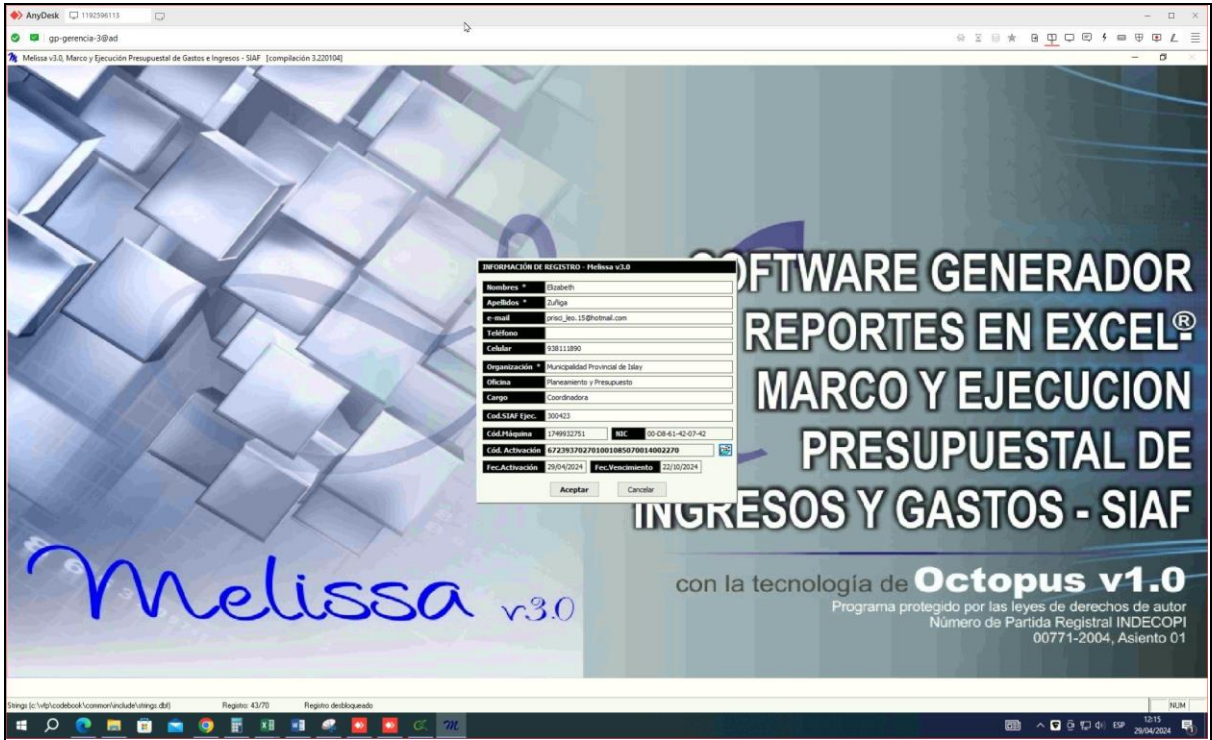 AnyDesk 1192596113
gp-gerencia-3@ad
Melissa v3.0, Marco y Ejecución Presupuestal de Gastos e Ingresos - SIAF [compilación 3.220104]
INFORMACIÓN DE REGISTRO - Melissa v3.0
Nombres * Elizabeth
Apellidos * Zuñiga
e-mail prisci_leo.15@hotmail.com
Teléfono
Celular 938111890
Organización * Municipalidad Provincial de Islay
Oficina Planeamiento y Presupuesto
Cargo Coordinadora
Cod.SIAF Ejec. 300423
Cód.Máquina 1749932751 NIC 00-D8-61-42-07-42
Cód. Activación 672393702701001085070014002270
Fec.Activación 29/04/2024 Fec.Vencimiento 22/10/2024
Aceptar Cancelar
SOFTWARE GENERADOR
REPORTES EN EXCEL®
MARCO Y EJECUCION
PRESUPUESTAL DE
INGRESOS Y GASTOS - SIAF
Melissa v3.0
con la tecnología de Octopus v1.0
Programa protegido por las leyes de derechos de autor
Número de Partida Registral INDECOPI
00771-2004, Asiento 01
Strings (c:\vfp\codebook\common\include\strings.dbf) Registro: 43/70 Registro desbloqueado NUM
ESP 12:15
29/04/2024